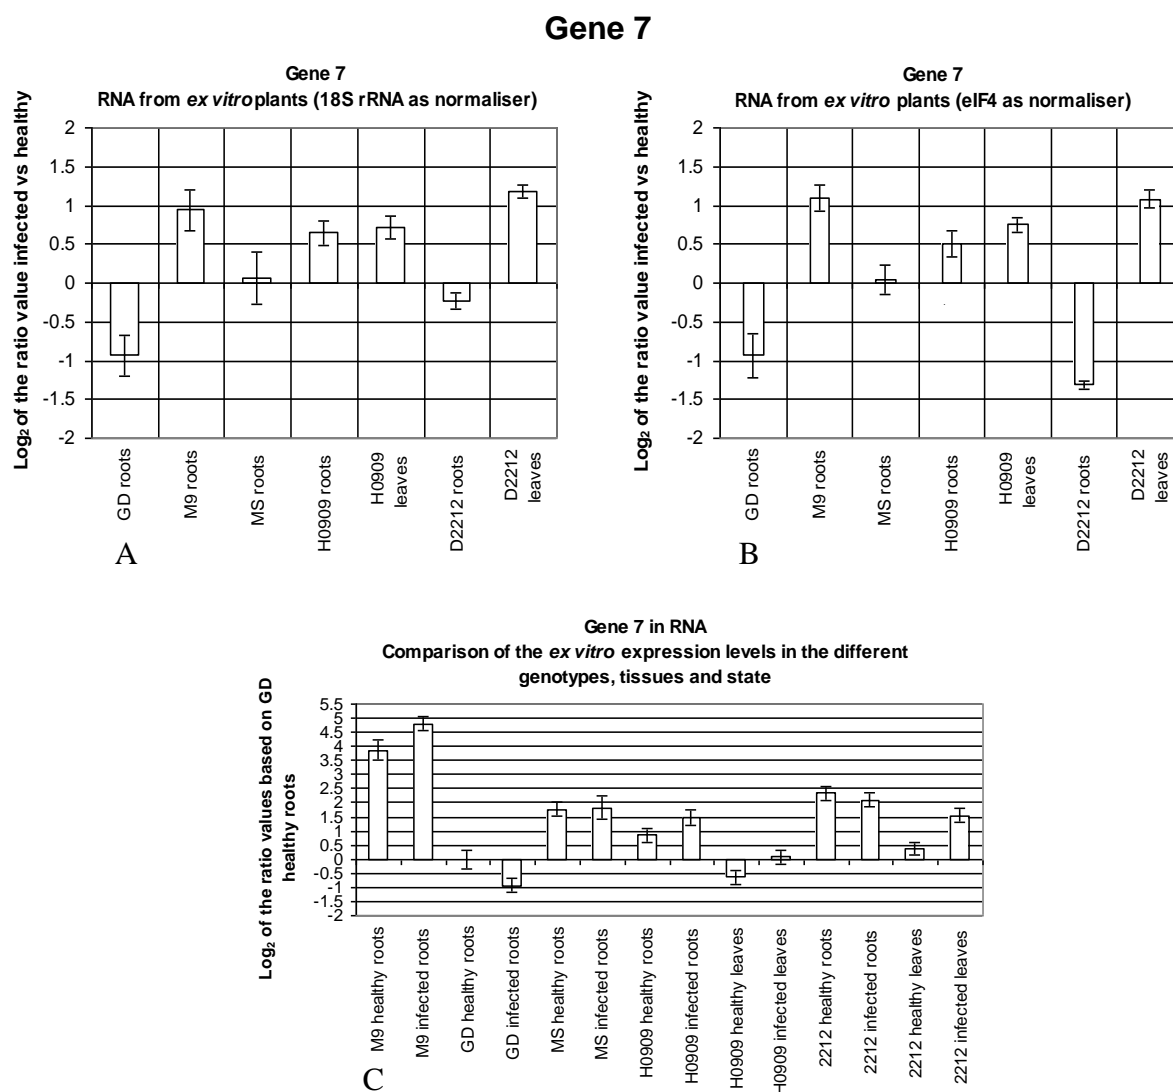 Gene 7
Gene 7
RNA from ex vitro plants (18S rRNA as normaliser)
Log2 of the ratio value infected vs healthy
2
1.5
1
0.5
0
-0.5
-1
-1.5
-2
GD roots
M9 roots
MS roots
H0909 roots
H0909
leaves
D2212 roots
D2212
leaves
A
Gene 7
RNA from ex vitro plants (eIF4 as normaliser)
Log2 of the ratio value infected vs healthy
2
1.5
1
0.5
0
-0.5
-1
-1.5
-2
GD roots
M9 roots
MS roots
H0909 roots
H0909
leaves
D2212 roots
D2212
leaves
B
Gene 7 in RNA
Comparison of the ex vitro expression levels in the different
genotypes, tissues and state
Log2 of the ratio values based on GD
healthy roots
5.5
5
4.5
4
3.5
3
2.5
2
1.5
1
0.5
0
-0.5
-1
-1.5
-2
M9 healthy roots
M9 infected roots
GD healthy roots
GD infected roots
MS healthy roots
MS infected roots
H0909 healthy roots
H0909 infected roots
H0909 healthy leaves
H0909 infected leaves
2212 healthy roots
2212 infected roots
2212 healthy leaves
2212 infected leaves
C